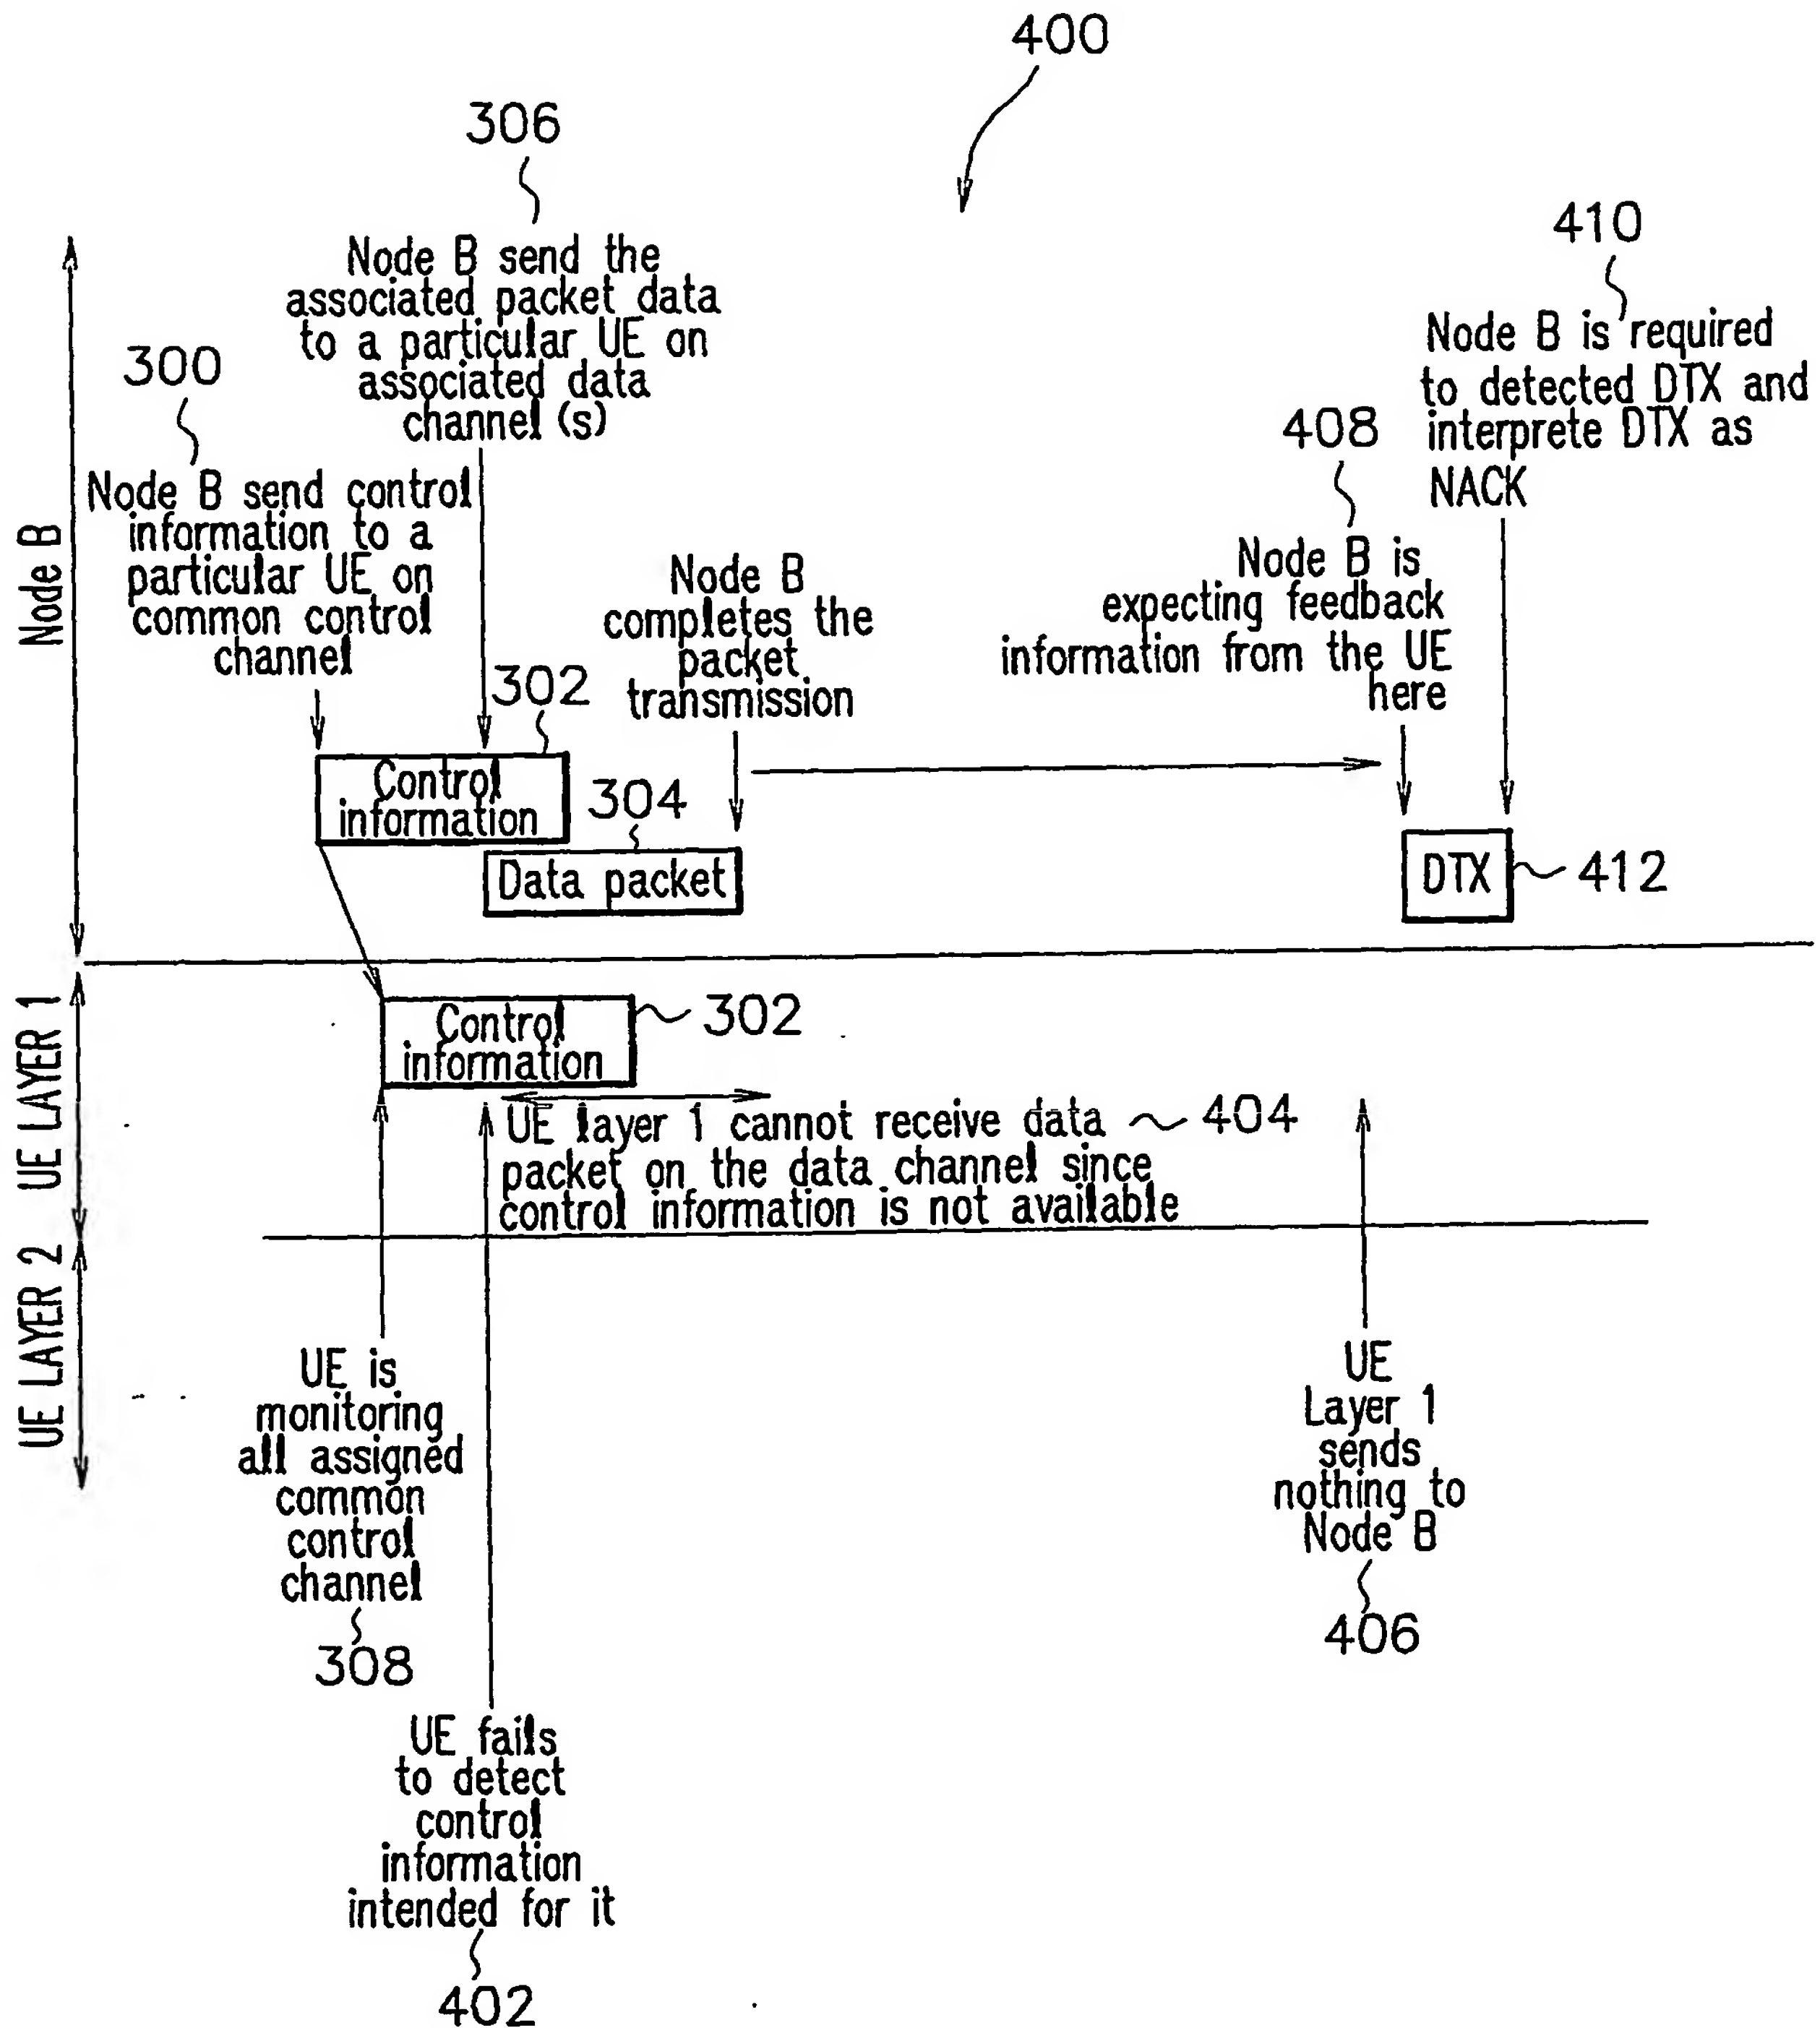 400
306
Node B send the
associated packet data
to a particular UE on
associated data
channel (s)
300
Node B send control
information to a
particular UE on
common control
channel
Node B
completes the
packet
transmission
410
Node B is required
to detected DTX and
interprete DTX as
NACK
408
Node B is
expecting feedback
information from the UE
here
Node B
302
Control
information
304
Data packet
DTX
412
UE LAYER 1
Control
information
302
UE layer 1 cannot receive data
packet on the data channel since
control information is not available
404
UE LAYER 2
UE is
monitoring
all assigned
common
control
channel
308
UE
Layer 1
sends
nothing to
Node B
406
UE fails
to detect
control
information
intended for it
402